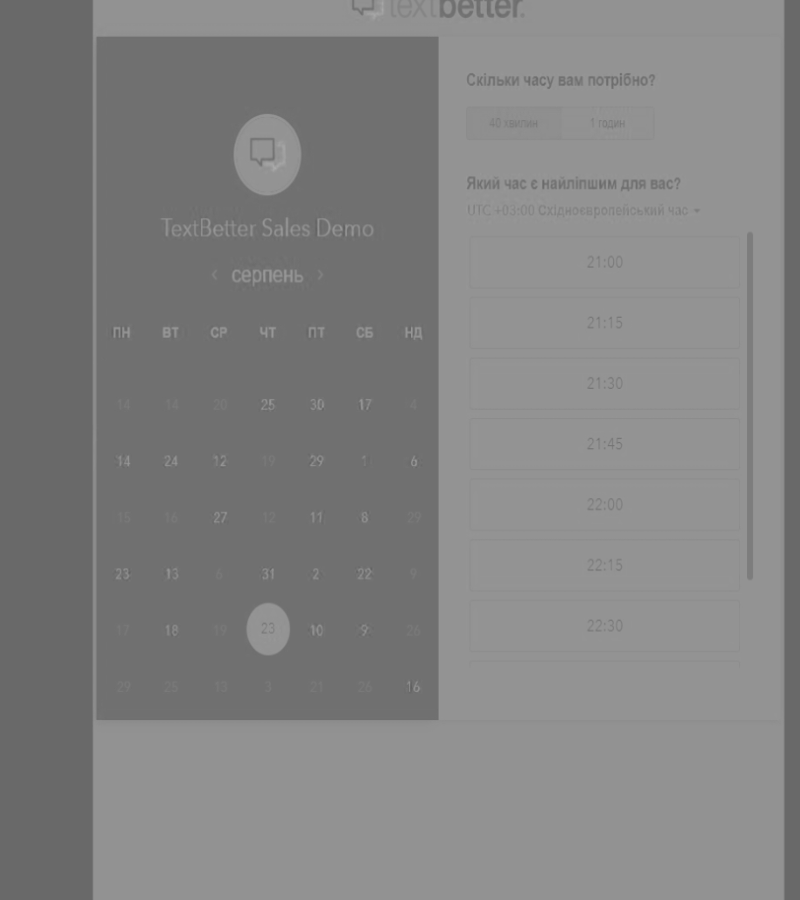 textbetter.
TextBetter Sales Demo
‹ серпень ›
ПН ВТ СР ЧТ ПТ СБ НД
14 14 20 25 30 17 4
14 24 12 19 29 1 6
15 16 27 12 11 8 29
23 13 6 31 2 22 9
17 18 19 23 10 9 26
29 25 13 3 21 26 16
Скільки часу вам потрібно?
40 хвилин 1 годин
Який час є найліпшим для вас?
UTC +03:00 Східноєвропейський час
21:00
21:15
21:30
21:45
22:00
22:15
22:30